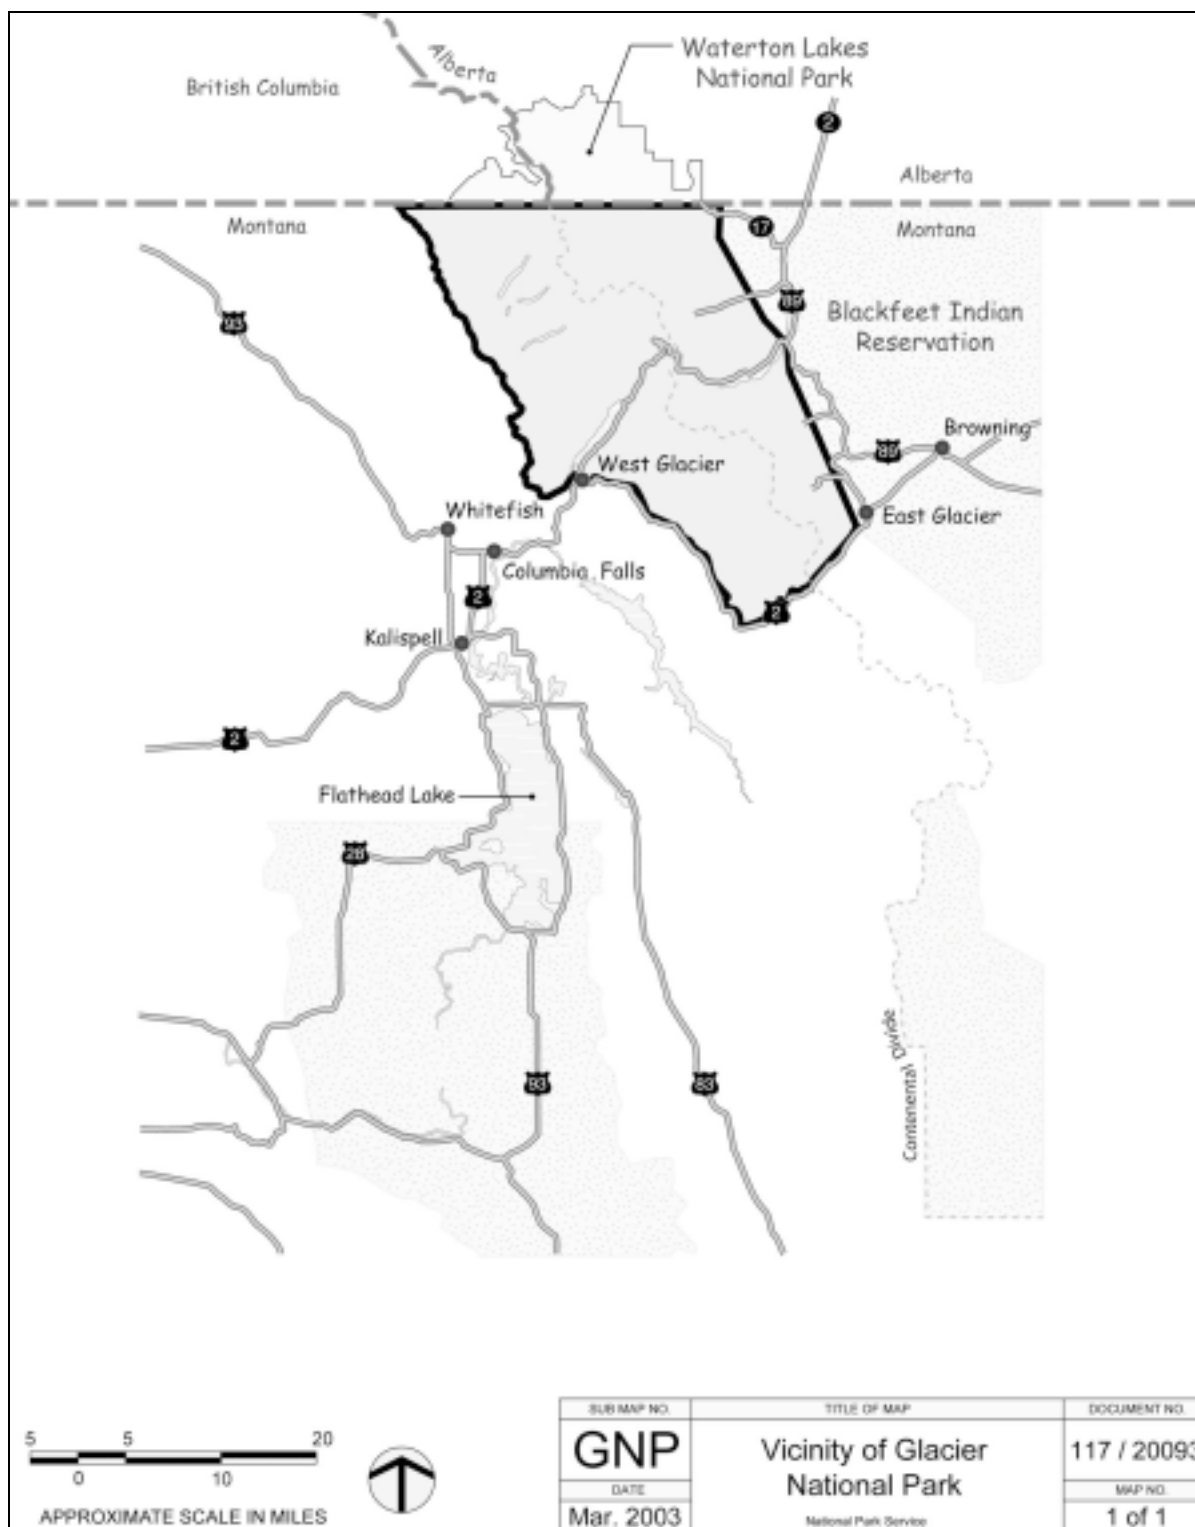 Waterton Lakes
National Park
Alberta
British Columbia
2
Alberta
Montana
17
Montana
93
89
Blackfeet Indian
Reservation
Browning
89
West Glacier
Whitefish
East Glacier
Columbia Falls
2
2
Kalispell
2
Flathead Lake
28
Contenental Divide
93
83
5 5 20
0 10
APPROXIMATE SCALE IN MILES
SUB MAP NO.
GNP
DATE
Mar. 2003
TITLE OF MAP
Vicinity of Glacier
National Park
National Park Service
DOCUMENT NO.
117 / 20093
MAP NO.
1 of 1